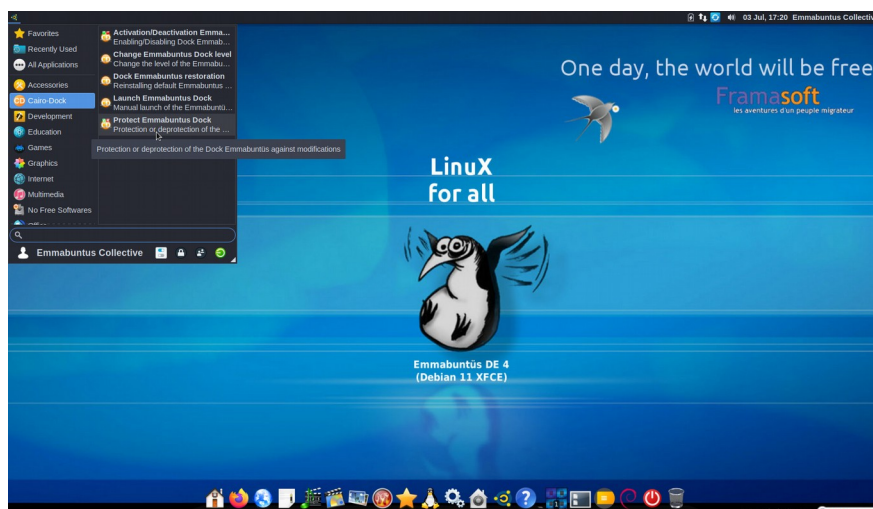 03 Jul, 17:20 Emmabuntus Collectiv
Favorites
Recently Used
All Applications
Accessories
CD Cairo-Dock
Development
Education
Games
Graphics
Internet
Multimedia
No Free Softwares
Activation/Deactivation Emma...
Enabling/Disabling Dock Emmab...
Change Emmabuntus Dock level
Change the level of the Emmabu...
Dock Emmabuntus restoration
Reinstalling default Emmabuntus ...
Launch Emmabuntus Dock
Manual launch of the Emmabuntü...
Protect Emmabuntus Dock
Protection or deprotection of the ...
Protection or deprotection of the Dock Emmabuntüs against modifications
Emmabuntus Collective
One day, the world will be free
Framasoft
les aventures d'un peuple migrateur
LinuX
for all
Emmabuntüs DE 4
(Debian 11 XFCE)